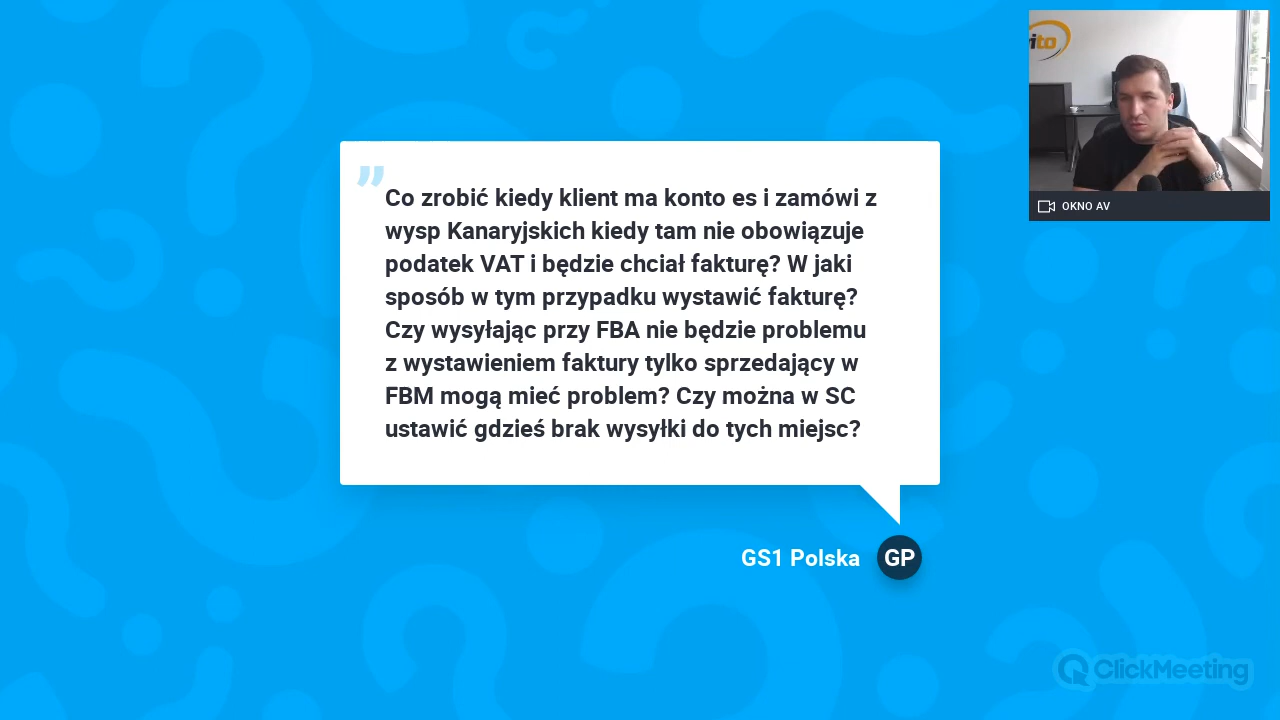 ”
Co zrobić kiedy klient ma konto es i zamówi z
wysp Kanaryjskich kiedy tam nie obowiązuje
podatek VAT i będzie chciał fakturę? W jaki
sposób w tym przypadku wystawić fakturę?
Czy wysyłając przy FBA nie będzie problemu
z wystawieniem faktury tylko sprzedający w
FBM mogą mieć problem? Czy można w SC
ustawić gdzieś brak wysyłki do tych miejsc?
GS1 Polska GP
ito
OKNO AV
ClickMeeting